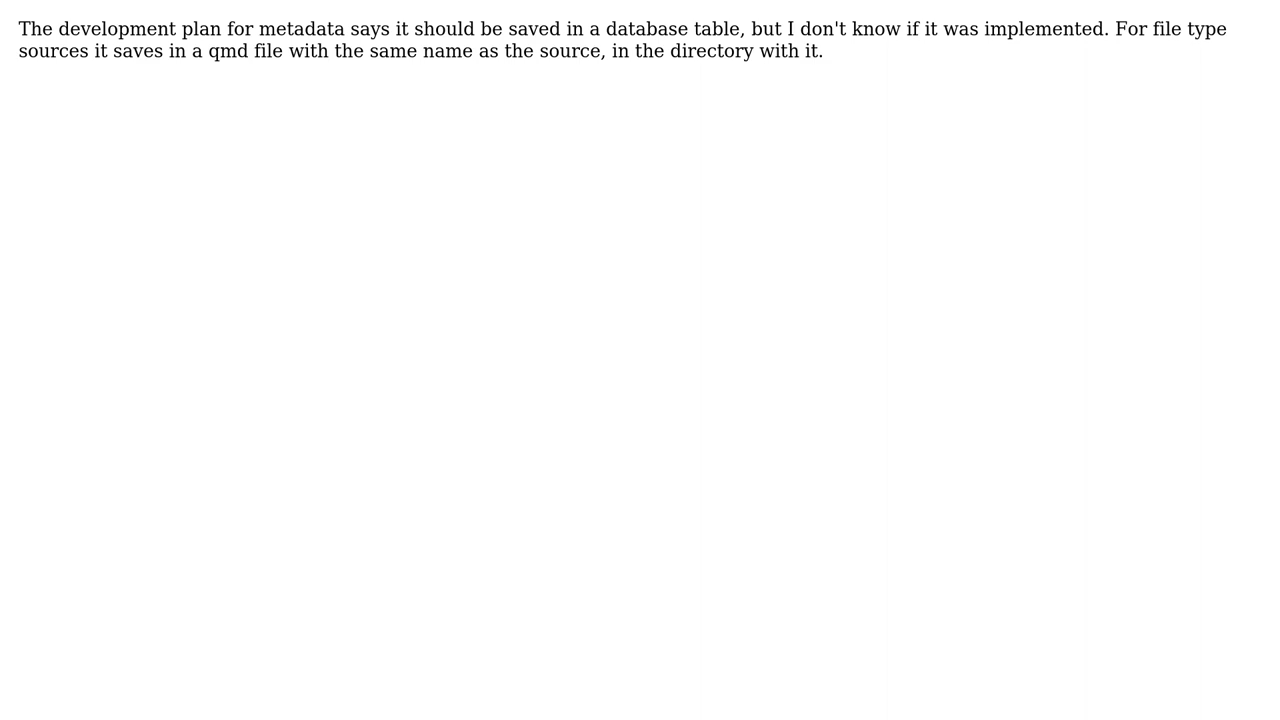 The development plan for metadata says it should be saved in a database table, but I don't know if it was implemented. For file type
sources it saves in a qmd file with the same name as the source, in the directory with it.